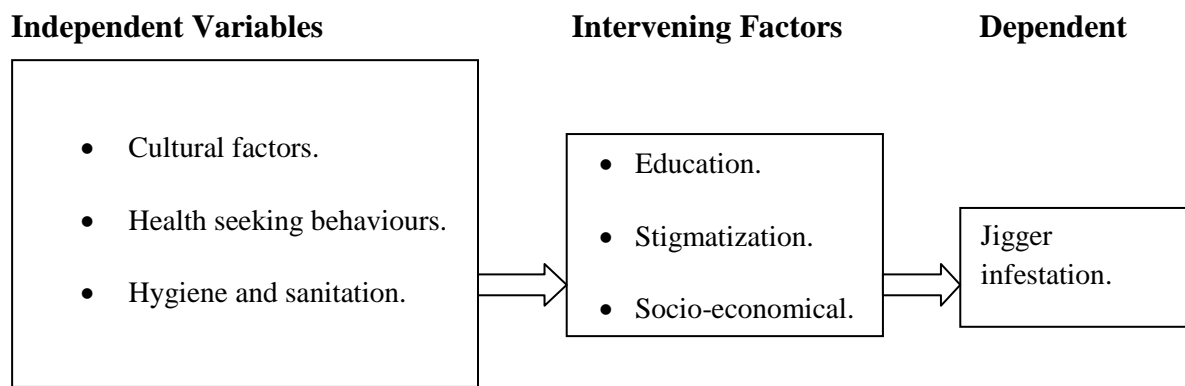 Independent Variables
Intervening Factors
Dependent
• Cultural factors.
• Health seeking behaviours.
• Hygiene and sanitation.
• Education.
• Stigmatization.
• Socio-economical.
Jigger
infestation.